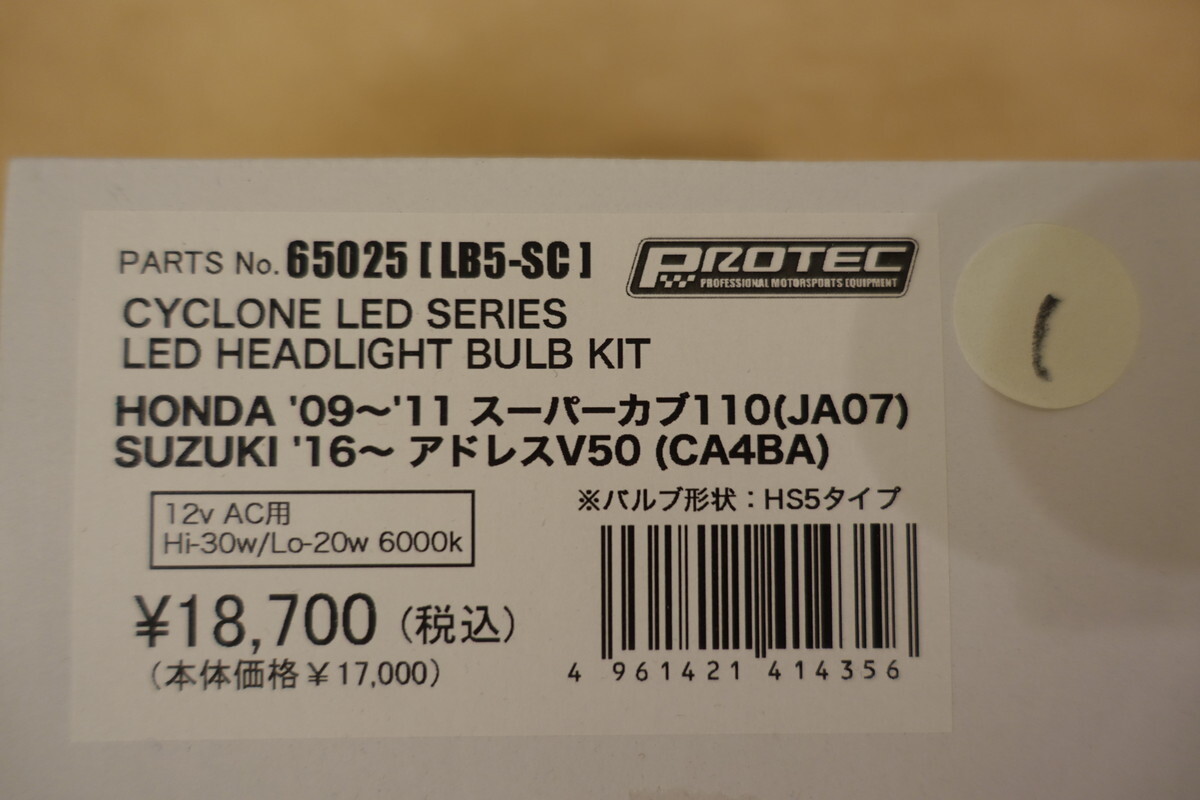 PARTS No. 65025 [ LB5-SC ]
PROTEC
PROFESSIONAL MOTORSPORTS EQUIPMENT
CYCLONE LED SERIES
LED HEADLIGHT BULB KIT
HONDA '09～'11 スーパーカブ110(JA07)
SUZUKI '16～ アドレスV50 (CA4BA)
※バルブ形状：HS5タイプ
12v AC用
Hi-30w/Lo-20w 6000k
¥18,700（税込）
（本体価格￥17,000）
4 961421 414356